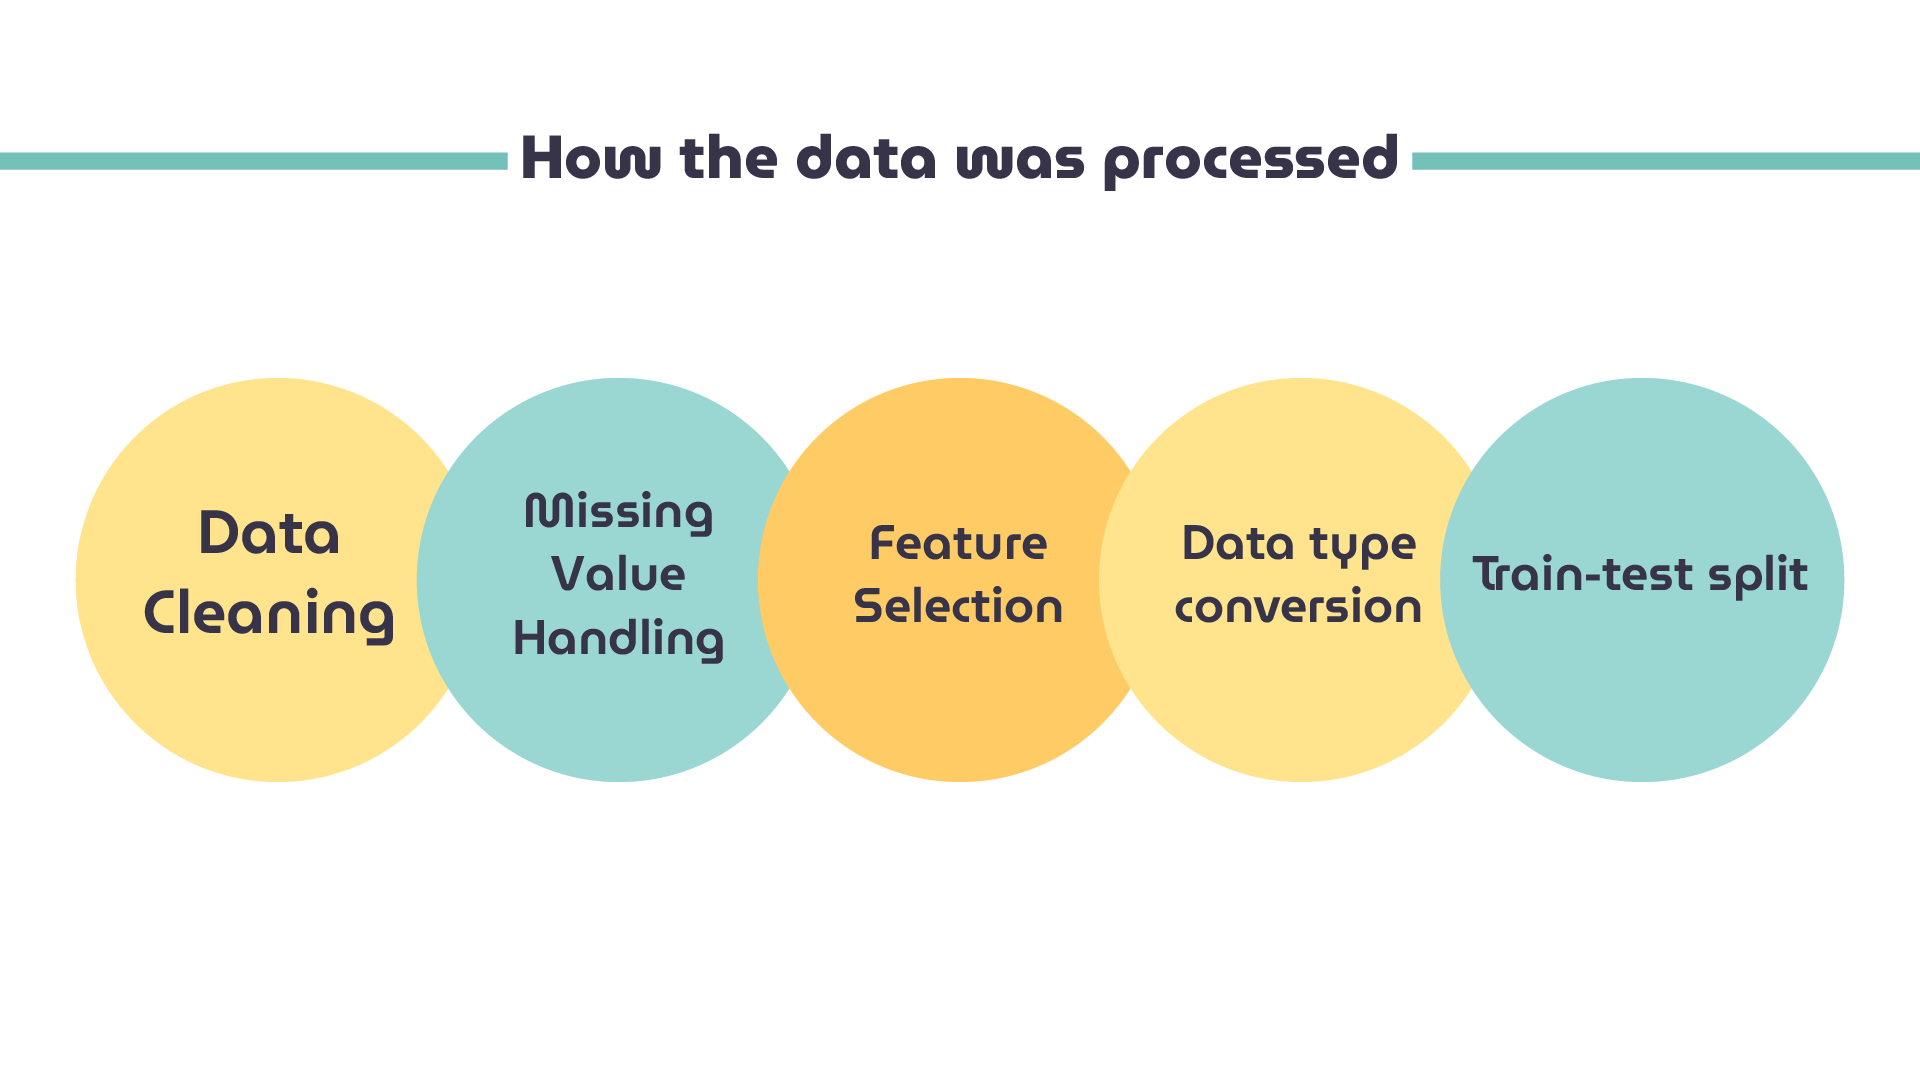 How the data was processed
Data
Cleaning
Missing
Value
Handling
Feature
Selection
Data type
conversion
Train-test split